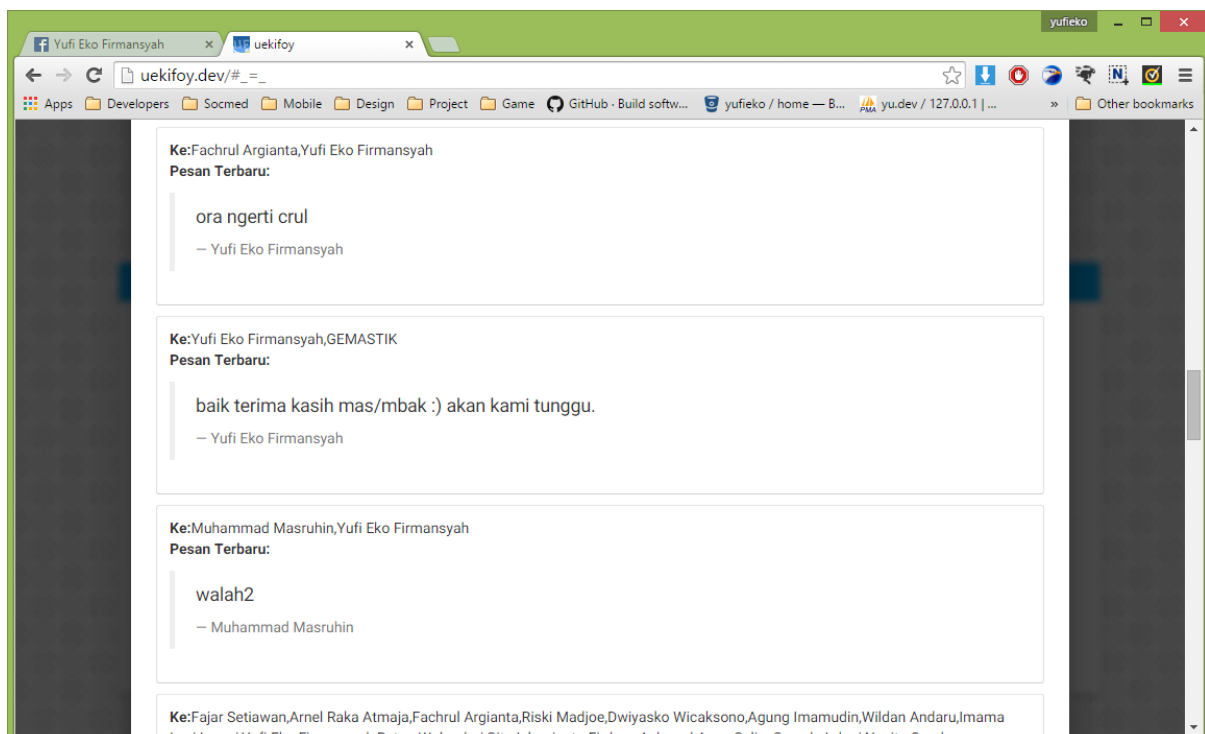 yufieko
Yufi Eko Firmansyah
uekifoy
uekifoy.dev/#_=_
Apps Developers Socmed Mobile Design Project Game GitHub · Build softw... yufieko / home — B... yu.dev / 127.0.0.1 | ... » Other bookmarks
Ke:Fachrul Argianta,Yufi Eko Firmansyah
Pesan Terbaru:
ora ngerti crul
— Yufi Eko Firmansyah
Ke:Yufi Eko Firmansyah,GEMASTIK
Pesan Terbaru:
baik terima kasih mas/mbak :) akan kami tunggu.
— Yufi Eko Firmansyah
Ke:Muhammad Masruhin,Yufi Eko Firmansyah
Pesan Terbaru:
walah2
— Muhammad Masruhin
Ke:Fajar Setiawan,Arnel Raka Atmaja,Fachrul Argianta,Riski Madjoe,Dwiyasko Wicaksono,Agung Imamudin,Wildan Andaru,Imama